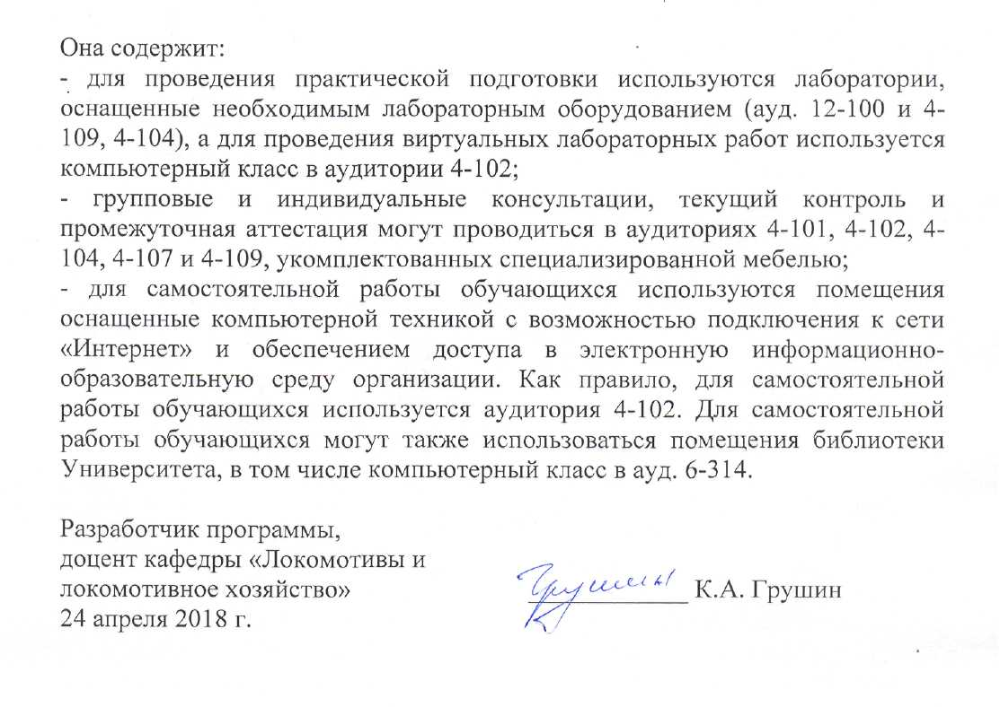 Она содержит:
- для проведения практической подготовки используются лаборатории,
оснащенные необходимым лабораторным оборудованием (ауд. 12-100 и 4-
109, 4-104), а для проведения виртуальных лабораторных работ используется
компьютерный класс в аудитории 4-102;
- групповые и индивидуальные консультации, текущий контроль и
промежуточная аттестация могут проводиться в аудиториях 4-101, 4-102, 4-
104, 4-107 и 4-109, укомплектованных специализированной мебелью;
- для самостоятельной работы обучающихся используются помещения
оснащенные компьютерной техникой с возможностью подключения к сети
«Интернет» и обеспечением доступа в электронную информационно-
образовательную среду организации. Как правило, для самостоятельной
работы обучающихся используется аудитория 4-102. Для самостоятельной
работы обучающихся могут также использоваться помещения библиотеки
Университета, в том числе компьютерный класс в ауд. 6-314.
Разработчик программы,
доцент кафедры «Локомотивы и
локомотивное хозяйство»
К.А. Грушин
24 апреля 2018 г.